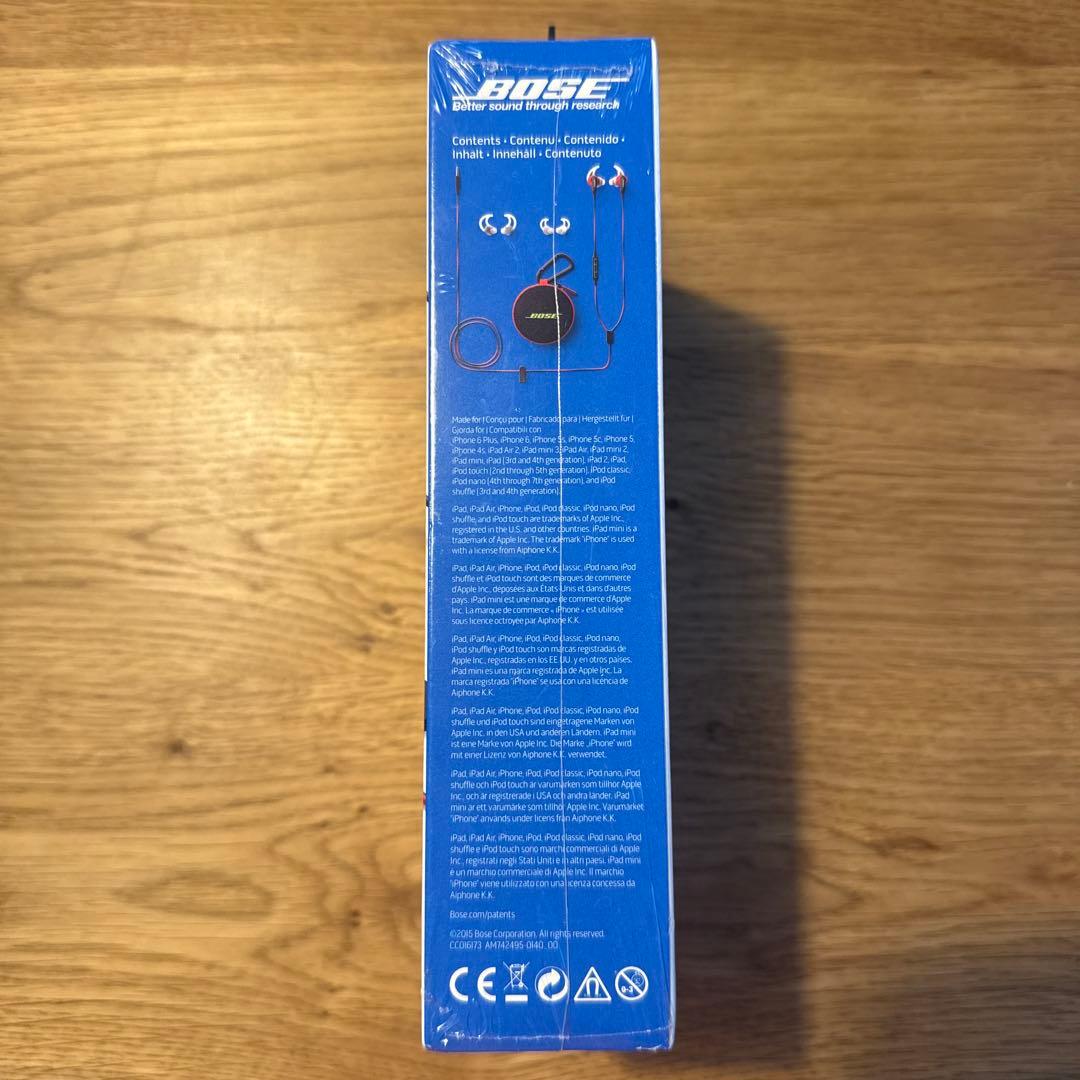 BOSE
Better sound through research
Contents • Contenu • Contenido •
Inhalt • Innehåll • Contenuto
BOSE
Made for | Conçu pour | Fabricado para | Hergestellt für |
Gjorda för | Compatibili con
iPhone 6 Plus, iPhone 6, iPhone 5s, iPhone 5c, iPhone 5,
iPhone 4s, iPad Air 2, iPad mini 3, iPad Air, iPad mini 2,
iPad mini, iPad (3rd and 4th generation), iPad 2, iPad,
iPod touch (2nd through 5th generation), iPod classic,
iPod nano (4th through 7th generation), and iPod
shuffle (3rd and 4th generation).
iPad, iPad Air, iPhone, iPod, iPod classic, iPod nano, iPod
shuffle, and iPod touch are trademarks of Apple Inc.,
registered in the U.S. and other countries. iPad mini is a
trademark of Apple Inc. The trademark "iPhone" is used
with a license from Aiphone K.K.
iPad, iPad Air, iPhone, iPod, iPod classic, iPod nano, iPod
shuffle et iPod touch sont des marques de commerce
d'Apple Inc., déposées aux États-Unis et dans d'autres
pays. iPad mini est une marque de commerce d'Apple
Inc. La marque de commerce « iPhone » est utilisée
sous licence octroyée par Aiphone K.K.
iPad, iPad Air, iPhone, iPod, iPod classic, iPod nano,
iPod shuffle y iPod touch son marcas registradas de
Apple Inc., registradas en los EE.UU. y en otros países.
iPad mini es una marca registrada de Apple Inc. La
marca registrada "iPhone" se usa con una licencia de
Aiphone K.K.
iPad, iPad Air, iPhone, iPod, iPod classic, iPod nano, iPod
shuffle und iPod touch sind eingetragene Marken von
Apple Inc. in den USA und anderen Ländern. iPad mini
ist eine Marke von Apple Inc. Die Marke „iPhone" wird
mit einer Lizenz von Aiphone K.K. verwendet.
iPad, iPad Air, iPhone, iPod, iPod classic, iPod nano, iPod
shuffle och iPod touch är varumärken som tillhör Apple
Inc., och är registrerade i USA och andra länder. iPad
mini är ett varumärke som tillhör Apple Inc. Varumärket
"iPhone" används under licens från Aiphone K.K.
iPad, iPad Air, iPhone, iPod, iPod classic, iPod nano, iPod
shuffle e iPod touch sono marchi commerciali di Apple
Inc., registrati negli Stati Uniti e in altri paesi. iPad mini
è un marchio commerciale di Apple Inc. Il marchio
"iPhone" viene utilizzato con una licenza concessa da
Aiphone K.K.
Bose.com/patents
©2015 Bose Corporation. All rights reserved.
CC016173 AM742495-0140_00
CE
0-3